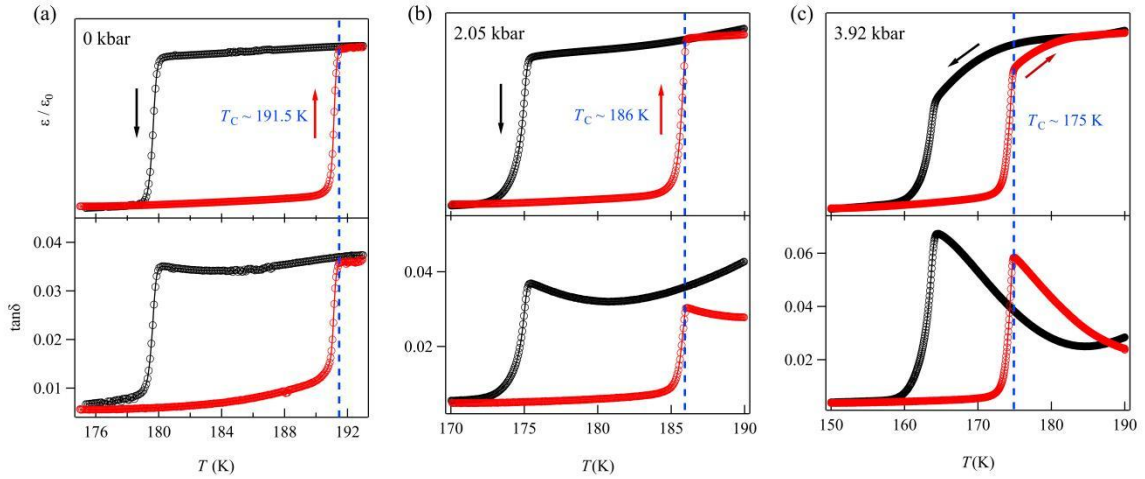 (a)
0 kbar
ε / ε0
TC ~ 191.5 K
tanδ
0.04
0.03
0.02
0.01
176
180
184
188
192
T (K)
(b)
2.05 kbar
TC ~ 186 K
0.04
0.02
170
175
180
185
190
T(K)
(c)
3.92 kbar
TC ~ 175 K
0.06
0.04
0.02
150
160
170
180
190
T(K)